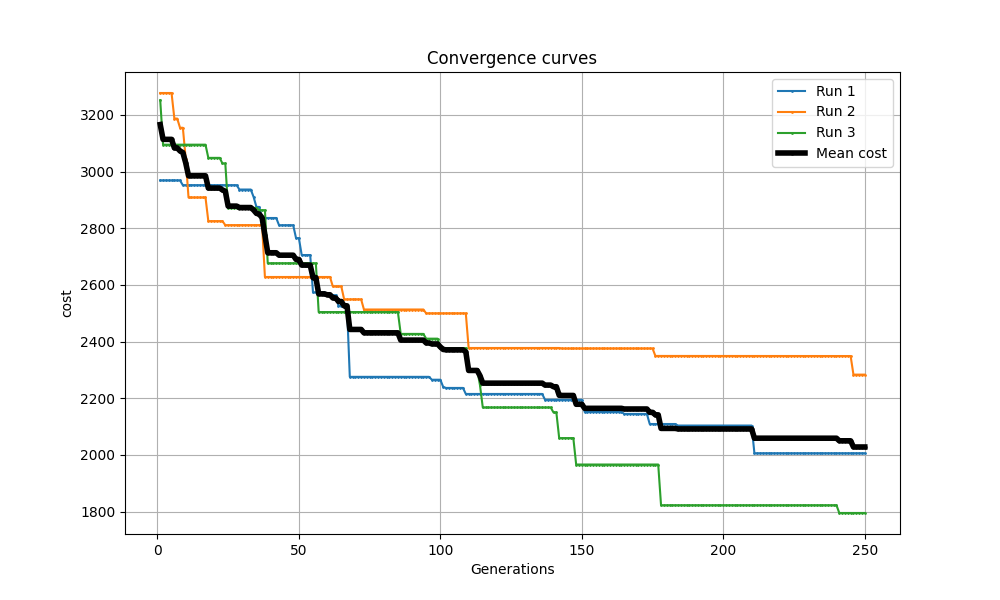 Convergence curves
Run 1
Run 2
Run 3
Mean cost
cost
3200
3000
2800
2600
2400
2200
2000
1800
0 50 100 150 200 250
Generations